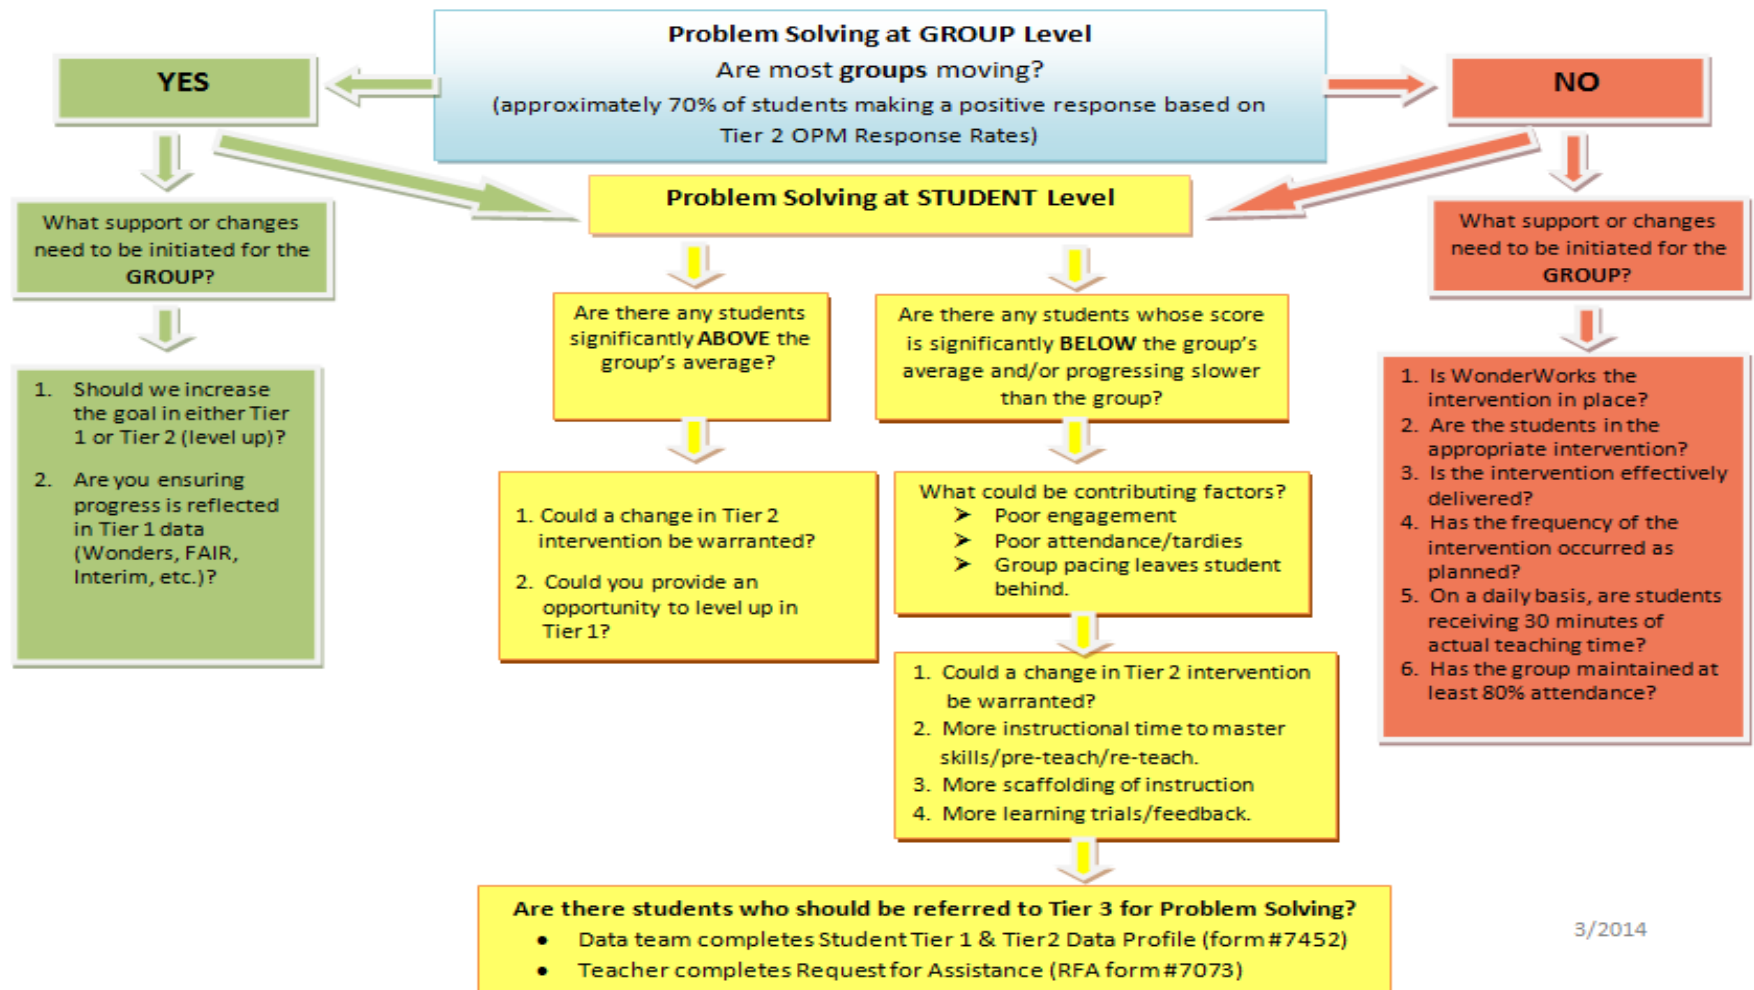 Problem Solving at GROUP Level
Are most groups moving?
(approximately 70% of students making a positive response based on
Tier 2 OPM Response Rates)
YES
NO
Problem Solving at STUDENT Level
What support or changes
need to be initiated for the
GROUP?
1. Should we increase
the goal in either Tier
1 or Tier 2 (level up)?
2. Are you ensuring
progress is reflected
in Tier 1 data
(Wonders, FAIR,
Interim, etc.)?
Are there any students
significantly ABOVE the
group's average?
1. Could a change in Tier 2
intervention be warranted?
2. Could you provide an
opportunity to level up in
Tier 1?
Are there any students whose score
is significantly BELOW the group's
average and/or progressing slower
than the group?
What could be contributing factors?
➤ Poor engagement
➤ Poor attendance/tardies
➤ Group pacing leaves student
behind.
1. Could a change in Tier 2 intervention
be warranted?
2. More instructional time to master
skills/pre-teach/re-teach.
3. More scaffolding of instruction
4. More learning trials/feedback.
Are there students who should be referred to Tier 3 for Problem Solving?
• Data team completes Student Tier 1 & Tier2 Data Profile (form #7452)
• Teacher completes Request for Assistance (RFA form #7073)
What support or changes
need to be initiated for the
GROUP?
1. Is WonderWorks the
intervention in place?
2. Are the students in the
appropriate intervention?
3. Is the intervention effectively
delivered?
4. Has the frequency of the
intervention occurred as
planned?
5. On a daily basis, are students
receiving 30 minutes of
actual teaching time?
6. Has the group maintained at
least 80% attendance?
3/2014